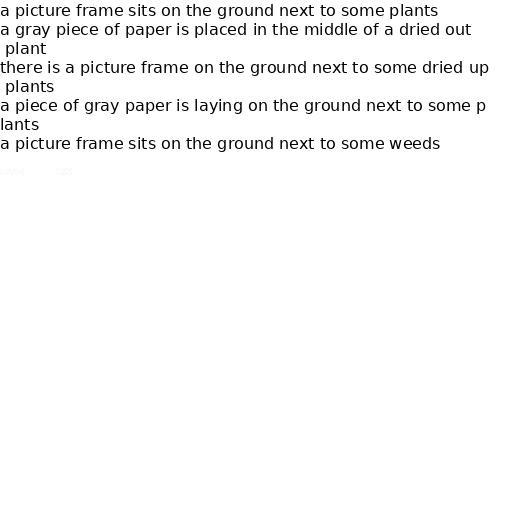 a picture frame sits on the ground next to some plants
a gray piece of paper is placed in the middle of a dried out
plant
there is a picture frame on the ground next to some dried up
plants
a piece of gray paper is laying on the ground next to some p
lants
a picture frame sits on the ground next to some weeds